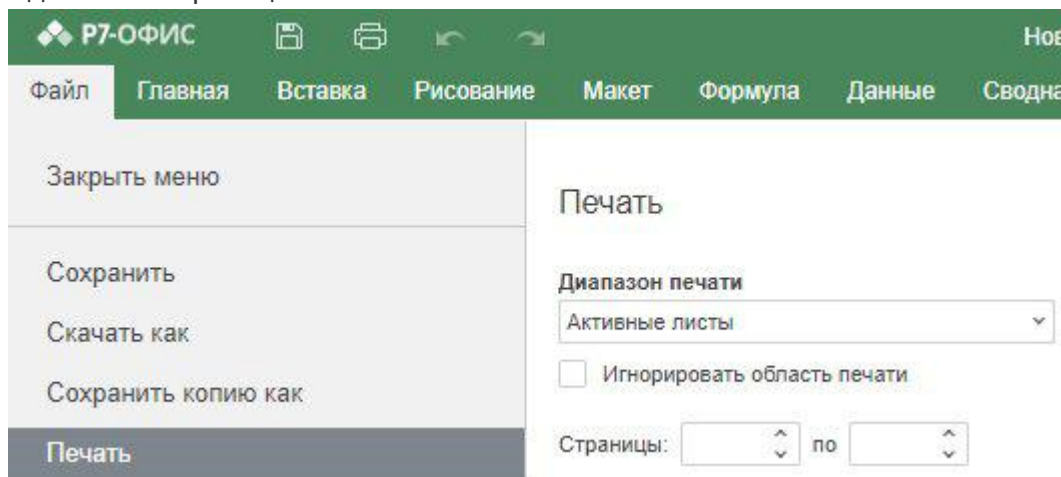 Р7-ОФИС
Файл Главная Вставка Рисование Макет Формула Данные
Закрыть меню
Печать
Сохранить
Диапазон печати
Активные листы
Скачать как
Игнорировать область печати
Сохранить копию как
Страницы: по
Печать